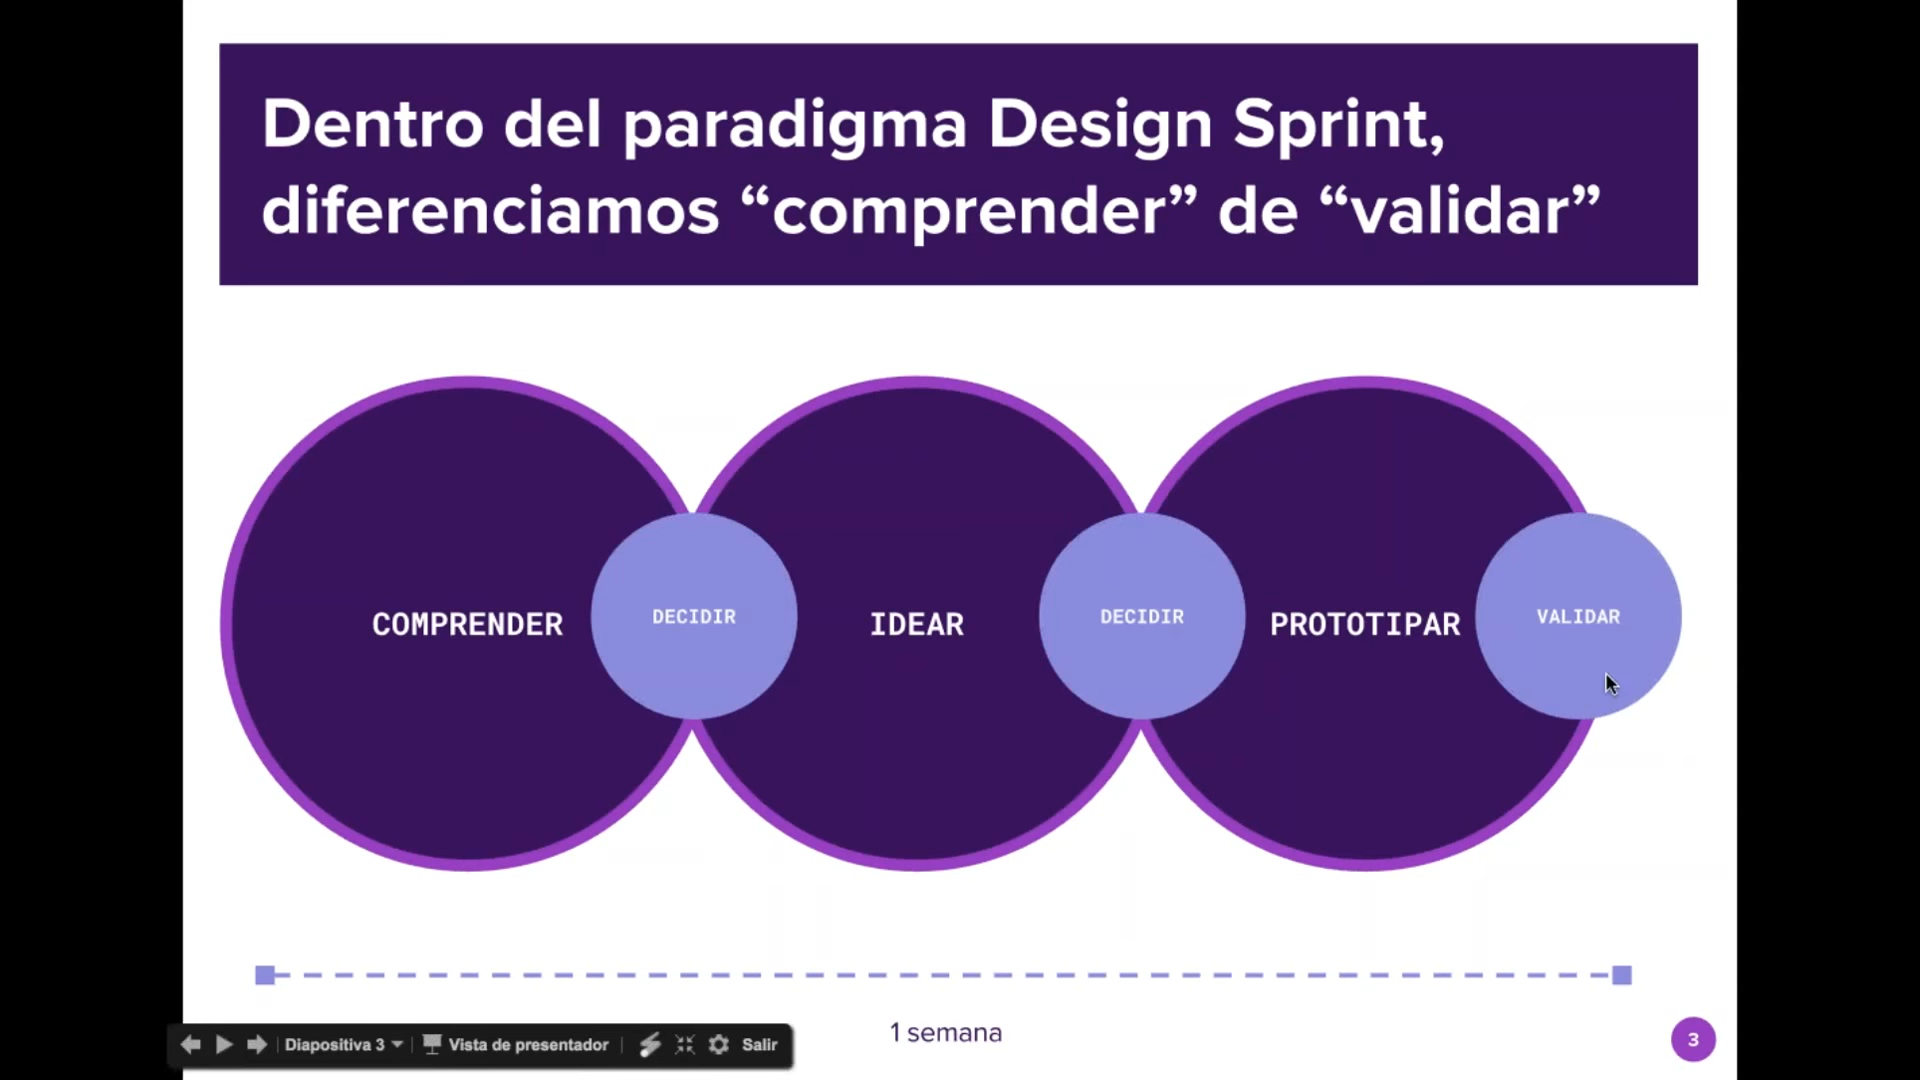 Dentro del paradigma Design Sprint,
diferenciamos “comprender” de “validar”
COMPRENDER
DECIDIR
IDEAR
DECIDIR
PROTOTIPAR
VALIDAR
1 semana
Diapositiva 3
Vista de presentador
Salir
3